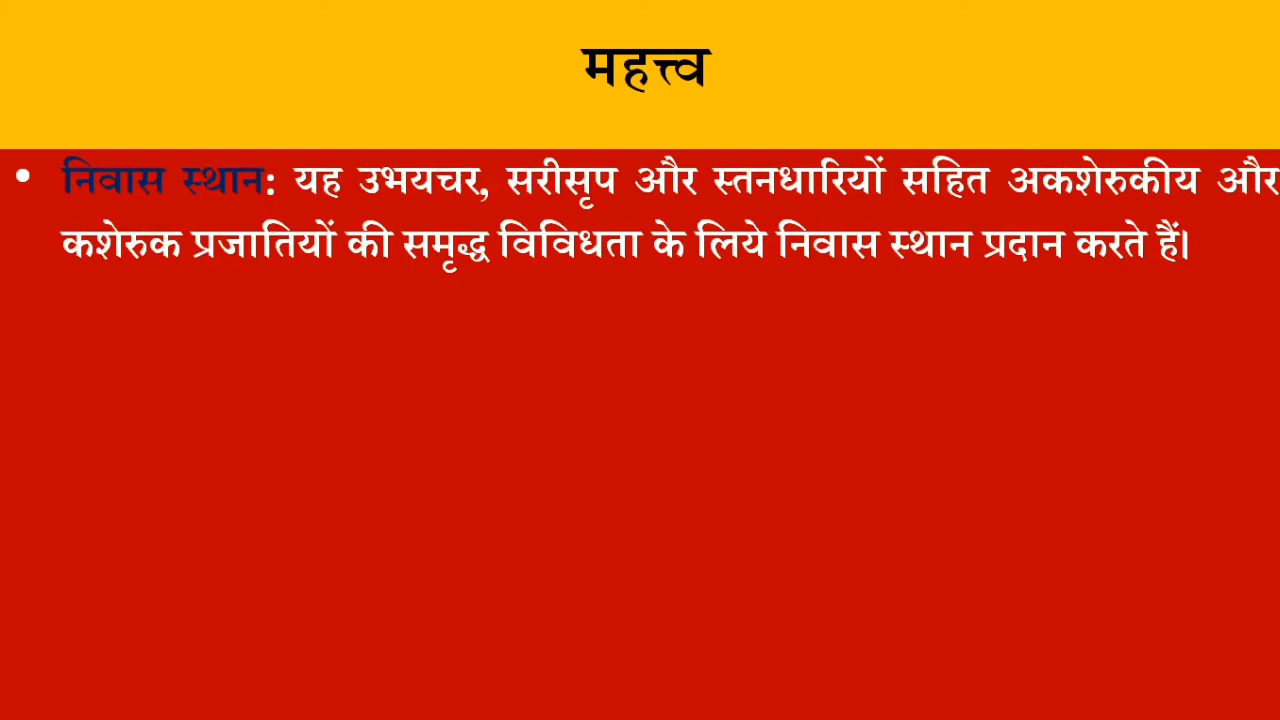 महत्त्व
• निवास स्थान: यह उभयचर, सरीसृप और स्तनधारियों सहित अकशेरुकीय और
कशेरुक प्रजातियों की समृद्ध विविधता के लिये निवास स्थान प्रदान करते हैं।